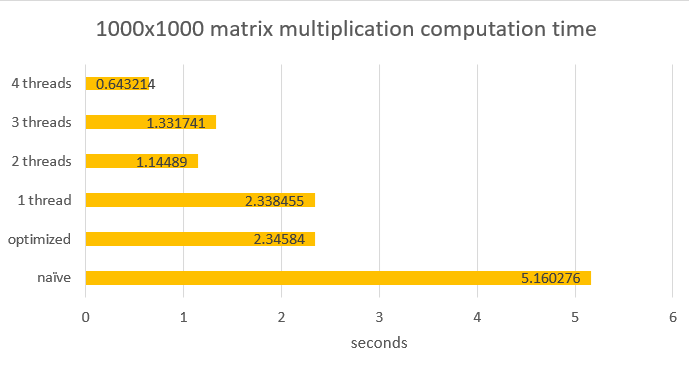 1000x1000 matrix multiplication computation time
4 threads 0.643214
3 threads 1.331741
2 threads 1.14489
1 thread 2.338455
optimized 2.34584
naïve 5.160276
0 1 2 3 4 5 6
seconds